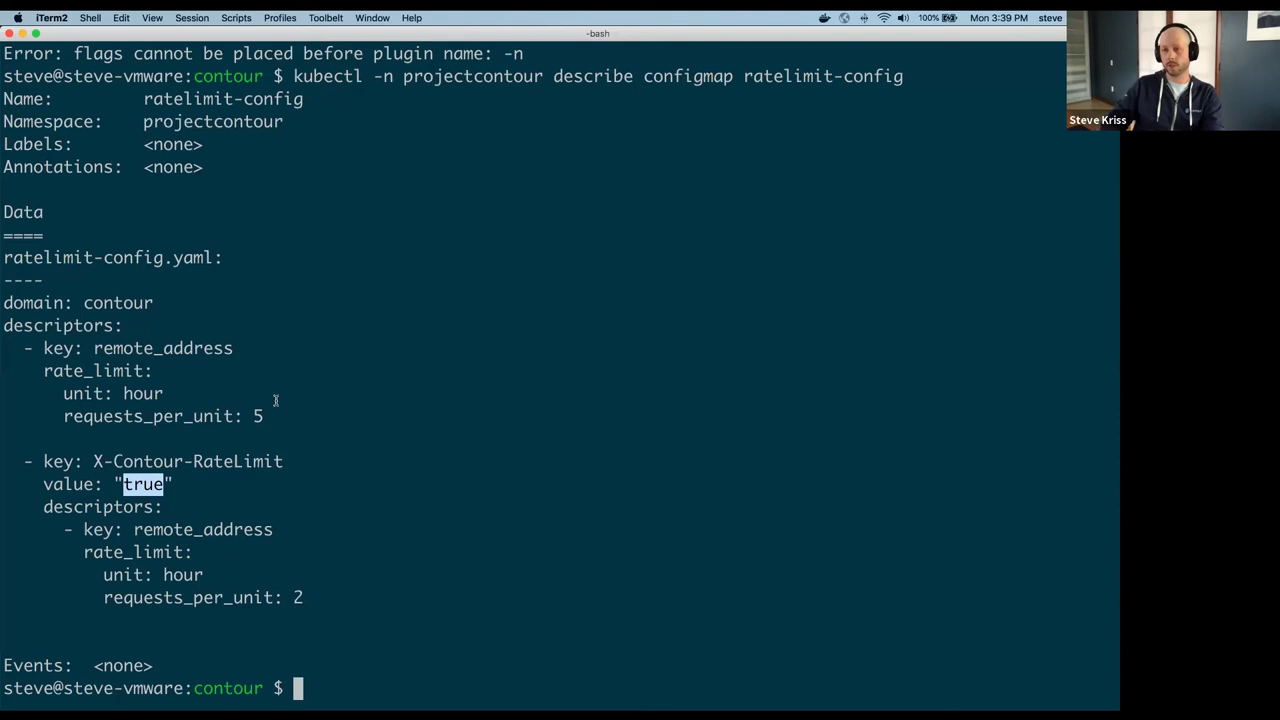 iTerm2 Shell Edit View Session Scripts Profiles Toolbelt Window Help 100% Mon 3:39 PM steve
-bash
Error: flags cannot be placed before plugin name: -n
steve@steve-vmware:contour $ kubectl -n projectcontour describe configmap ratelimit-config
Name: ratelimit-config
Namespace: projectcontour
Labels: <none>
Annotations: <none>
Data
====
ratelimit-config.yaml:
----
domain: contour
descriptors:
  - key: remote_address
    rate_limit:
      unit: hour
      requests_per_unit: 5
  - key: X-Contour-RateLimit
    value: "true"
    descriptors:
      - key: remote_address
        rate_limit:
          unit: hour
          requests_per_unit: 2
Events: <none>
steve@steve-vmware:contour $
Steve Kriss